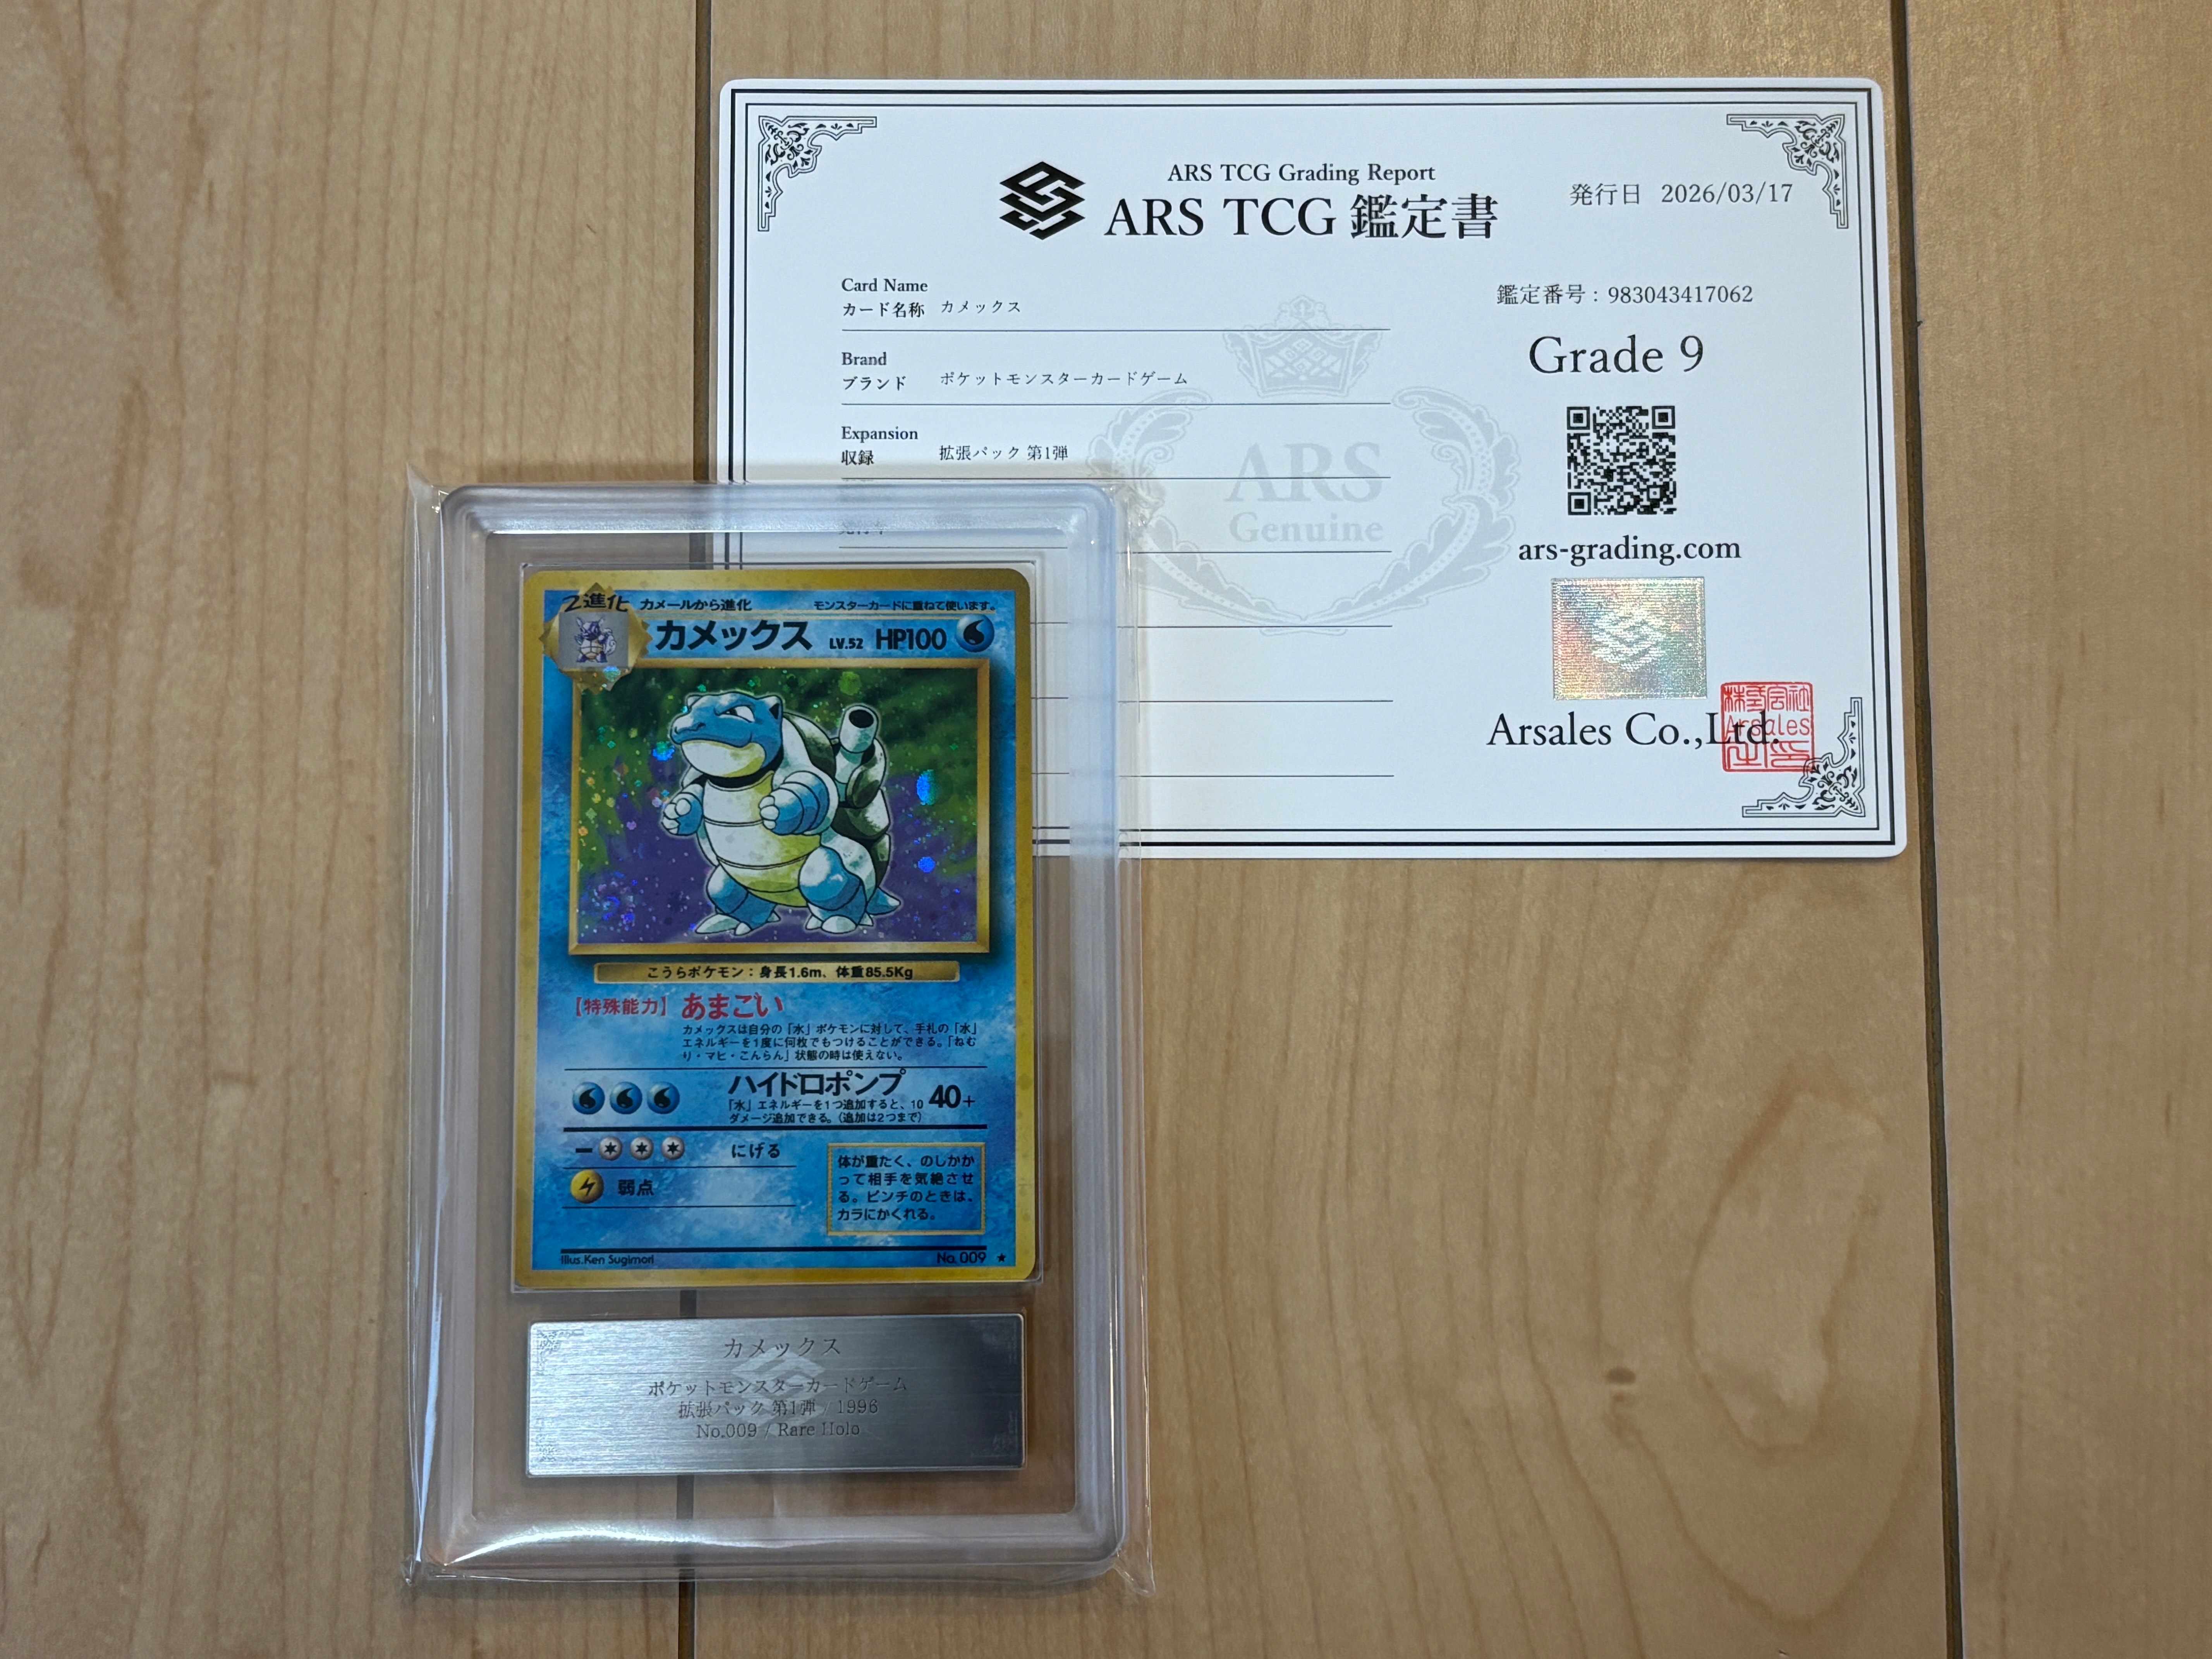 ARS TCG Grading Report
ARS TCG 鑑定書
発行日 2026/03/17
Card Name
カード名称 カメックス
鑑定番号：983043417062
Grade 9
Brand
ブランド ポケットモンスターカードゲーム
Expansion
収録 拡張パック 第1弾
ARS
Genuine
ars-grading.com
Arsales Co.,Ltd.
株式会社
Arsales
之印
2進化 カメールから進化 モンスターカードに重ねて使います。
カメックス LV.52 HP100
こうらポケモン：身長1.6m、体重85.5Kg
【特殊能力】 あまごい
カメックスは自分の「水」ポケモンに対して、手札の「水」
エネルギーを1度に何枚でもつけることができる。「ねむ
り・マヒ・こんらん」状態の時は使えない。
ハイドロポンプ 40+
「水」エネルギーを1つ追加すると、10
ダメージ追加できる。（追加は2つまで）
にげる
弱点
体が重たく、のしかか
って相手を気絶させ
る。ピンチのときは、
カラにかくれる。
illus.Ken Sugimori No.009 ★
カメックス
ポケットモンスターカードゲーム
拡張パック 第1弾 / 1996
No.009 / Rare Holo